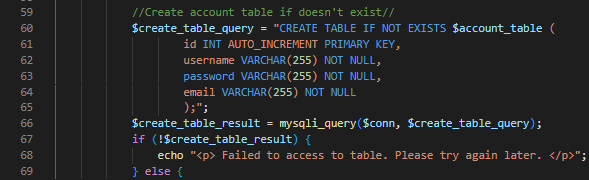 59 //Create account table if doesn't exist//
60 $create_table_query = "CREATE TABLE IF NOT EXISTS $account_table (
61 id INT AUTO_INCREMENT PRIMARY KEY,
62 username VARCHAR(255) NOT NULL,
63 password VARCHAR(255) NOT NULL,
64 email VARCHAR(255) NOT NULL
65 );";
66 $create_table_result = mysqli_query($conn, $create_table_query);
67 if (!$create_table_result) {
68 echo "<p> Failed to access to table. Please try again later. </p>";
69 } else {